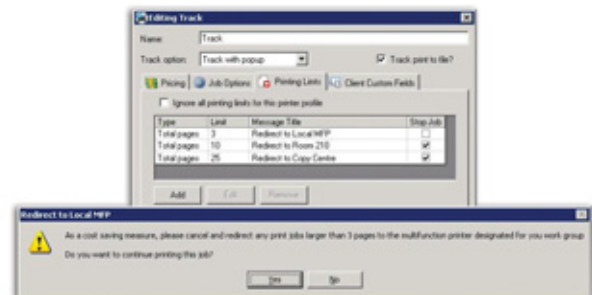 Editing Track
Name: Track
Track option: Track with popup Track print to file?
Pricing Job Options Printing Limits Client Custom Fields
Ignore all printing limits for this printer profile
Type Limit Message Title Stop Job
Total pages 3 Redirect to Local MFP
Total pages 10 Redirect to Room 210
Total pages 25 Redirect to Copy Centre
Add Edit Remove
Redirect to Local MFP
As a cost saving measure, please cancel and redirect any print jobs larger than 3 pages to the multifunction printer designated for you work group
Do you want to continue printing this job?
Yes No